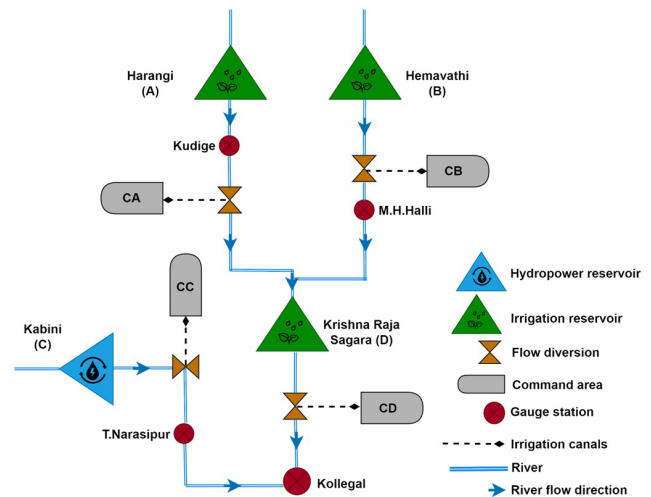 Harangi
(A)
Hemavathi
(B)
Kudige
CA
CB
M.H.Halli
CC
Kabini
(C)
Krishna Raja
Sagara (D)
CD
T.Narasipur
Kollegal
Hydropower reservoir
Irrigation reservoir
Flow diversion
Command area
Gauge station
Irrigation canals
River
River flow direction